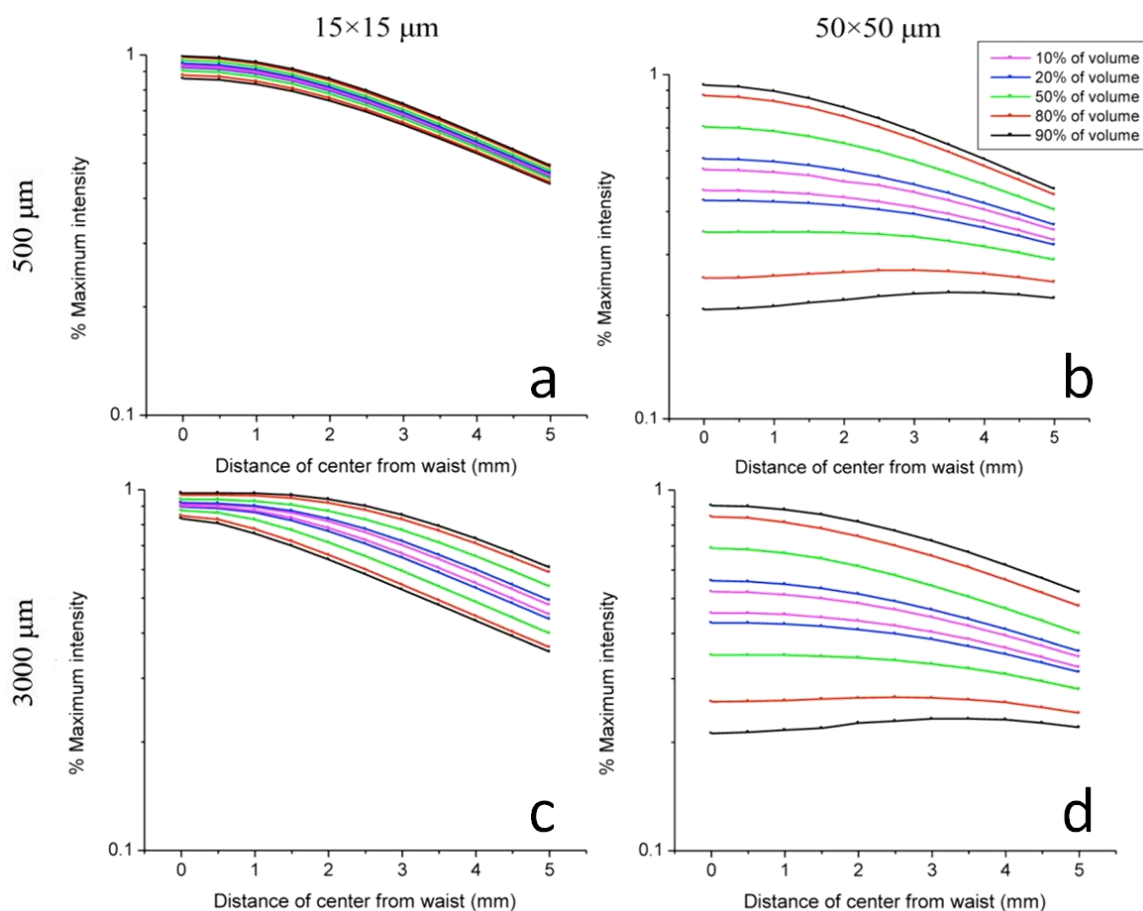 15×15 μm
50×50 μm
500 μm
% Maximum intensity
1
0.1
0 1 2 3 4 5
Distance of center from waist (mm)
a
% Maximum intensity
1
0.1
0 1 2 3 4 5
Distance of center from waist (mm)
b
10% of volume
20% of volume
50% of volume
80% of volume
90% of volume
3000 μm
% Maximum intensity
1
0.1
0 1 2 3 4 5
Distance of center from waist (mm)
c
% Maximum intensity
1
0.1
0 1 2 3 4 5
Distance of center from waist (mm)
d